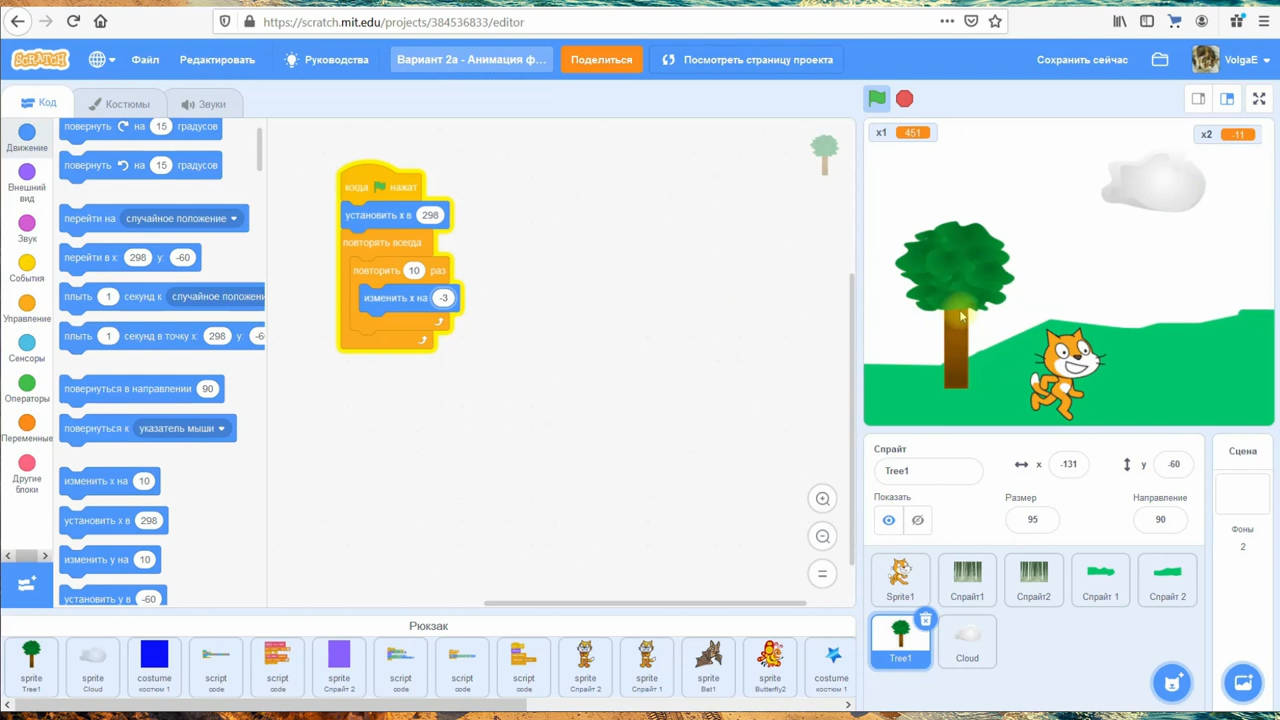 https://scratch.mit.edu/projects/384536833/editor
SCRATCH
Файл
Редактировать
Руководства
Вариант 2а - Анимация ф...
Поделиться
Посмотреть страницу проекта
Сохранить сейчас
VolgaE
Код
Костюмы
Звуки
Движение
Внешний вид
Звук
События
Управление
Сенсоры
Операторы
Переменные
Другие блоки
повернуть на 15 градусов
повернуть на 15 градусов
перейти на случайное положение
перейти в x: 298 y: -60
плыть 1 секунд к случайное положени
плыть 1 секунд в точку x: 298 y: -6
повернуться в направлении 90
повернуться к указатель мыши
изменить x на 10
установить x в 298
изменить y на 10
установить y в -60
когда нажат
установить x в 298
повторять всегда
повторить 10 раз
изменить x на -3
x1 451
x2 -11
Спрайт
Tree1
x -131
y -60
Показать
Размер
95
Направление
90
Sprite1
Спрайт1
Спрайт2
Спрайт 1
Спрайт 2
Tree1
Cloud
Сцена
Фоны
2
Рюкзак
sprite
Tree1
sprite
Cloud
costume
костюм 1
script
code
script
code
sprite
Спрайт 2
script
code
script
code
script
code
sprite
Спрайт 2
sprite
Спрайт 1
sprite
Bat1
sprite
Butterfly2
costume
костюм 1